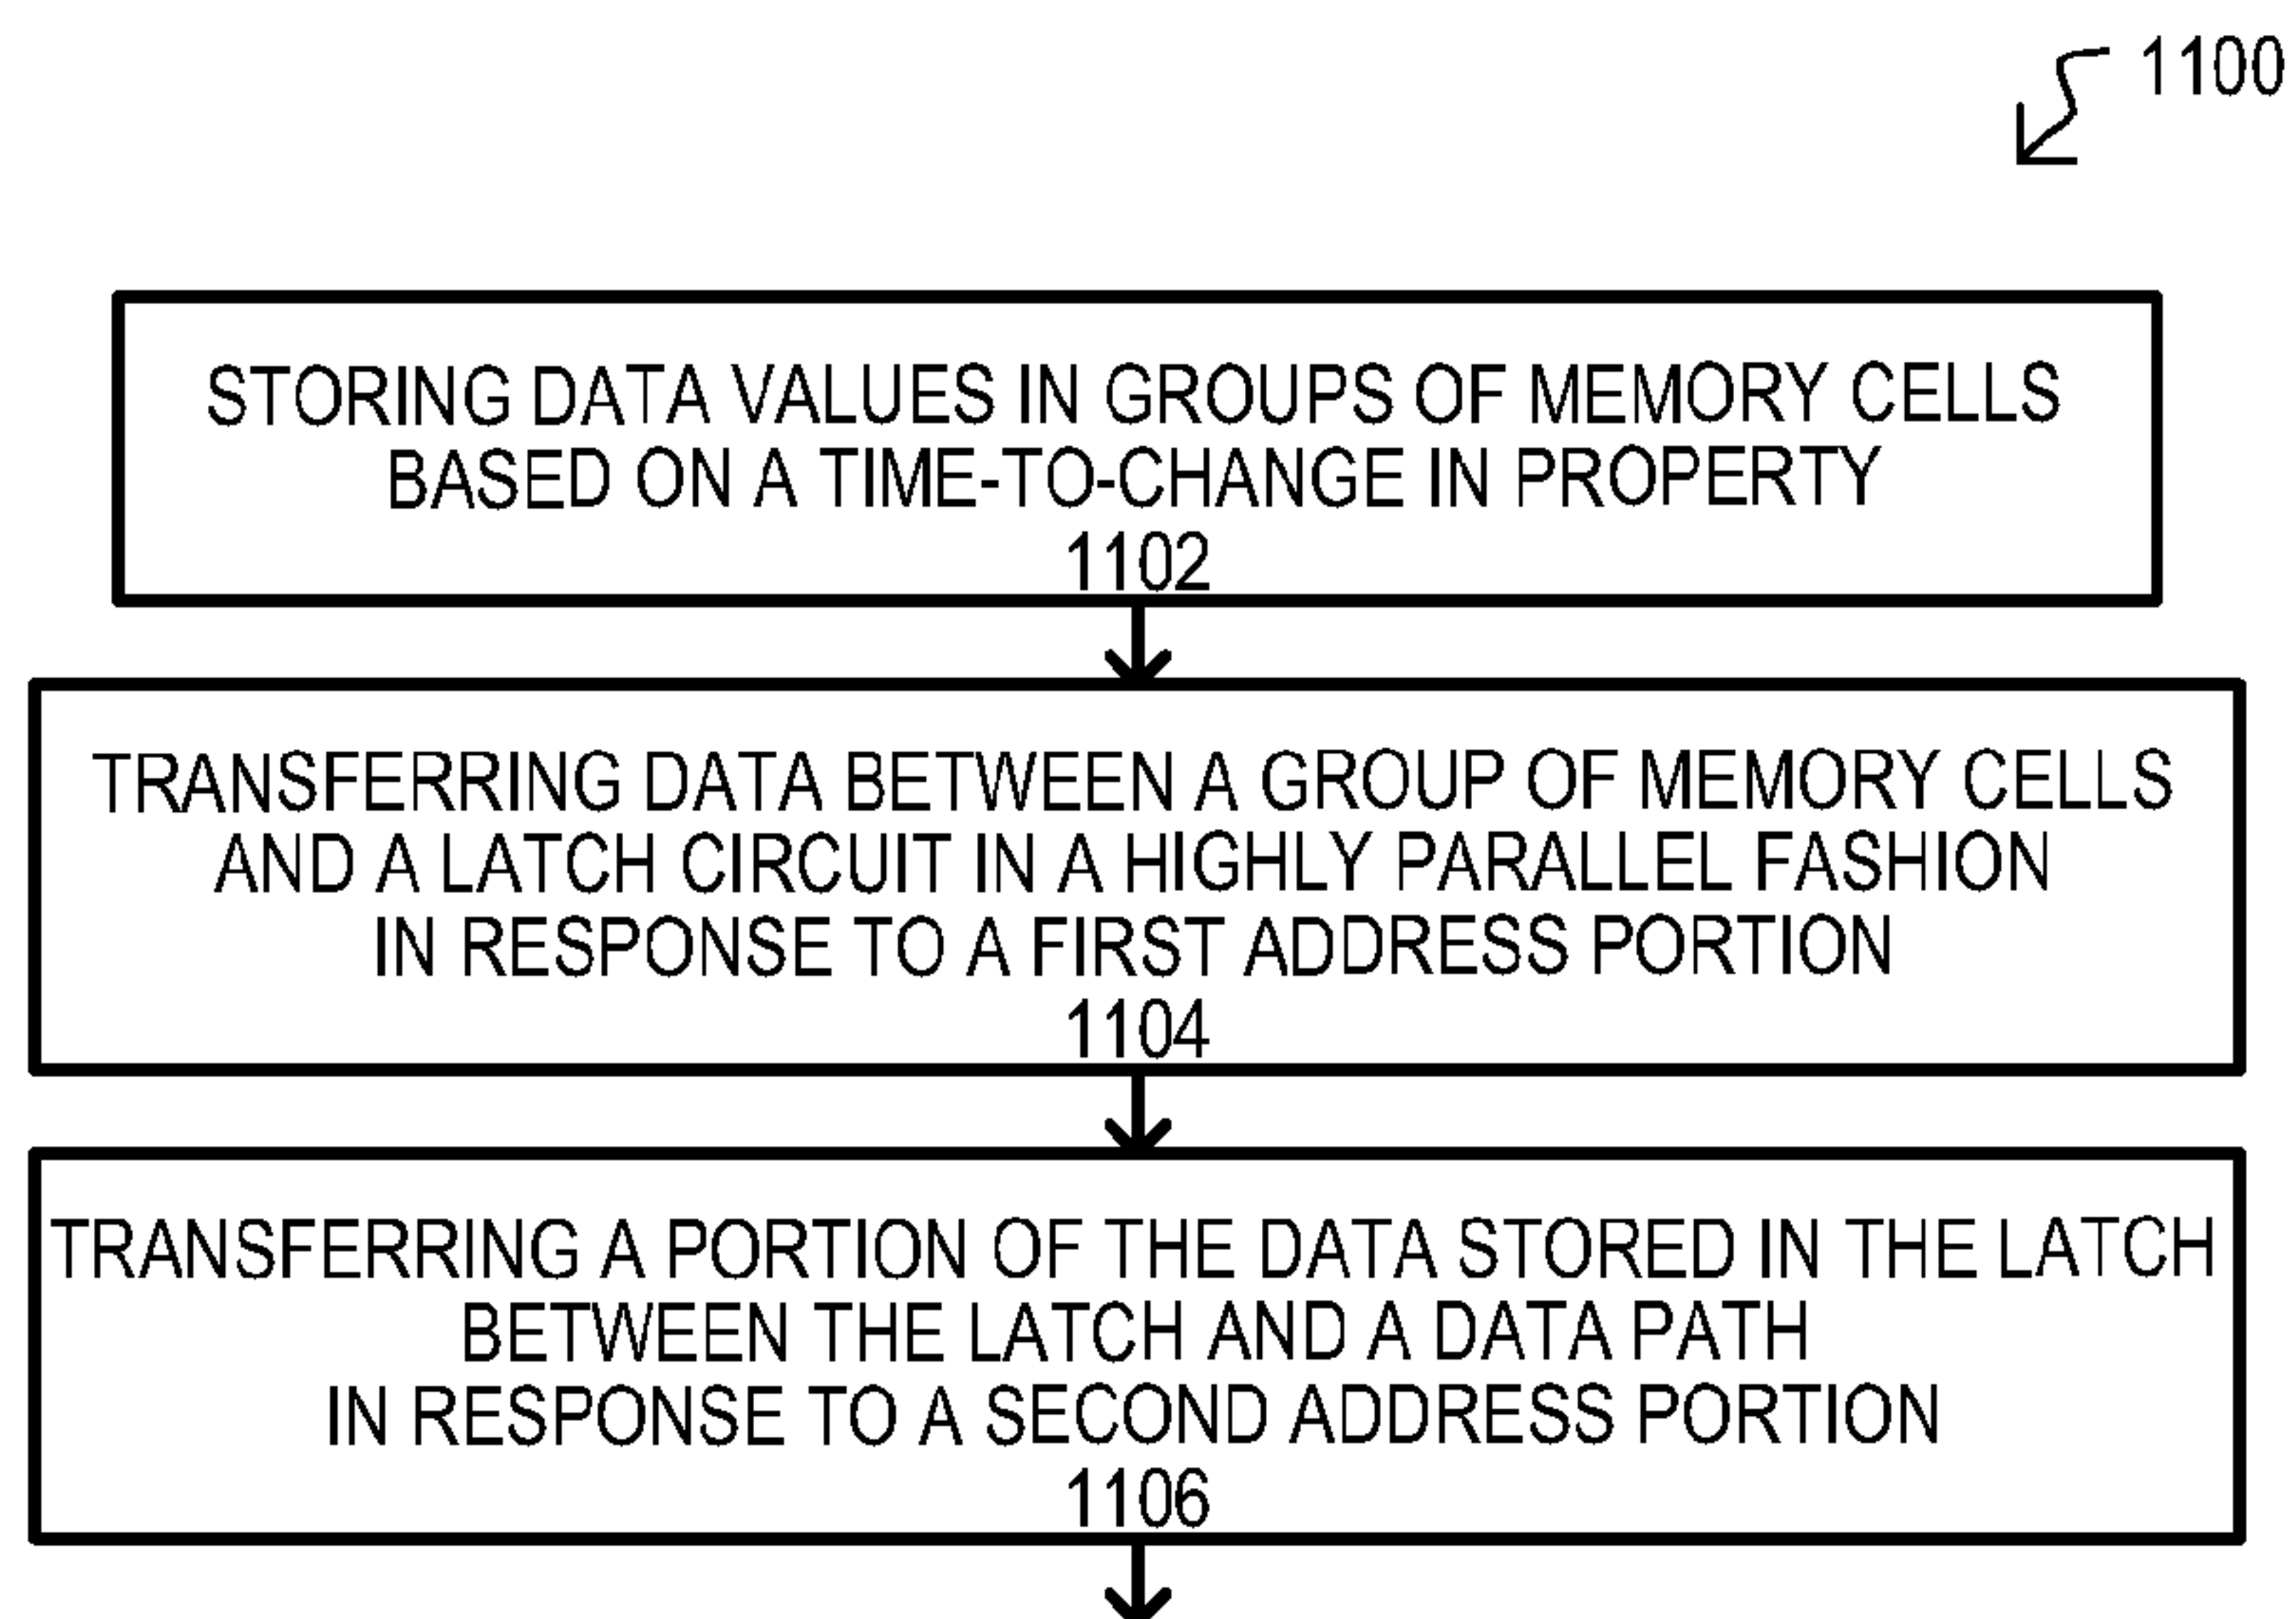 1100
STORING DATA VALUES IN GROUPS OF MEMORY CELLS
BASED ON A TIME-TO-CHANGE IN PROPERTY
1102
TRANSFERRING DATA BETWEEN A GROUP OF MEMORY CELLS
AND A LATCH CIRCUIT IN A HIGHLY PARALLEL FASHION
IN RESPONSE TO A FIRST ADDRESS PORTION
1104
TRANSFERRING A PORTION OF THE DATA STORED IN THE LATCH
BETWEEN THE LATCH AND A DATA PATH
IN RESPONSE TO A SECOND ADDRESS PORTION
1106